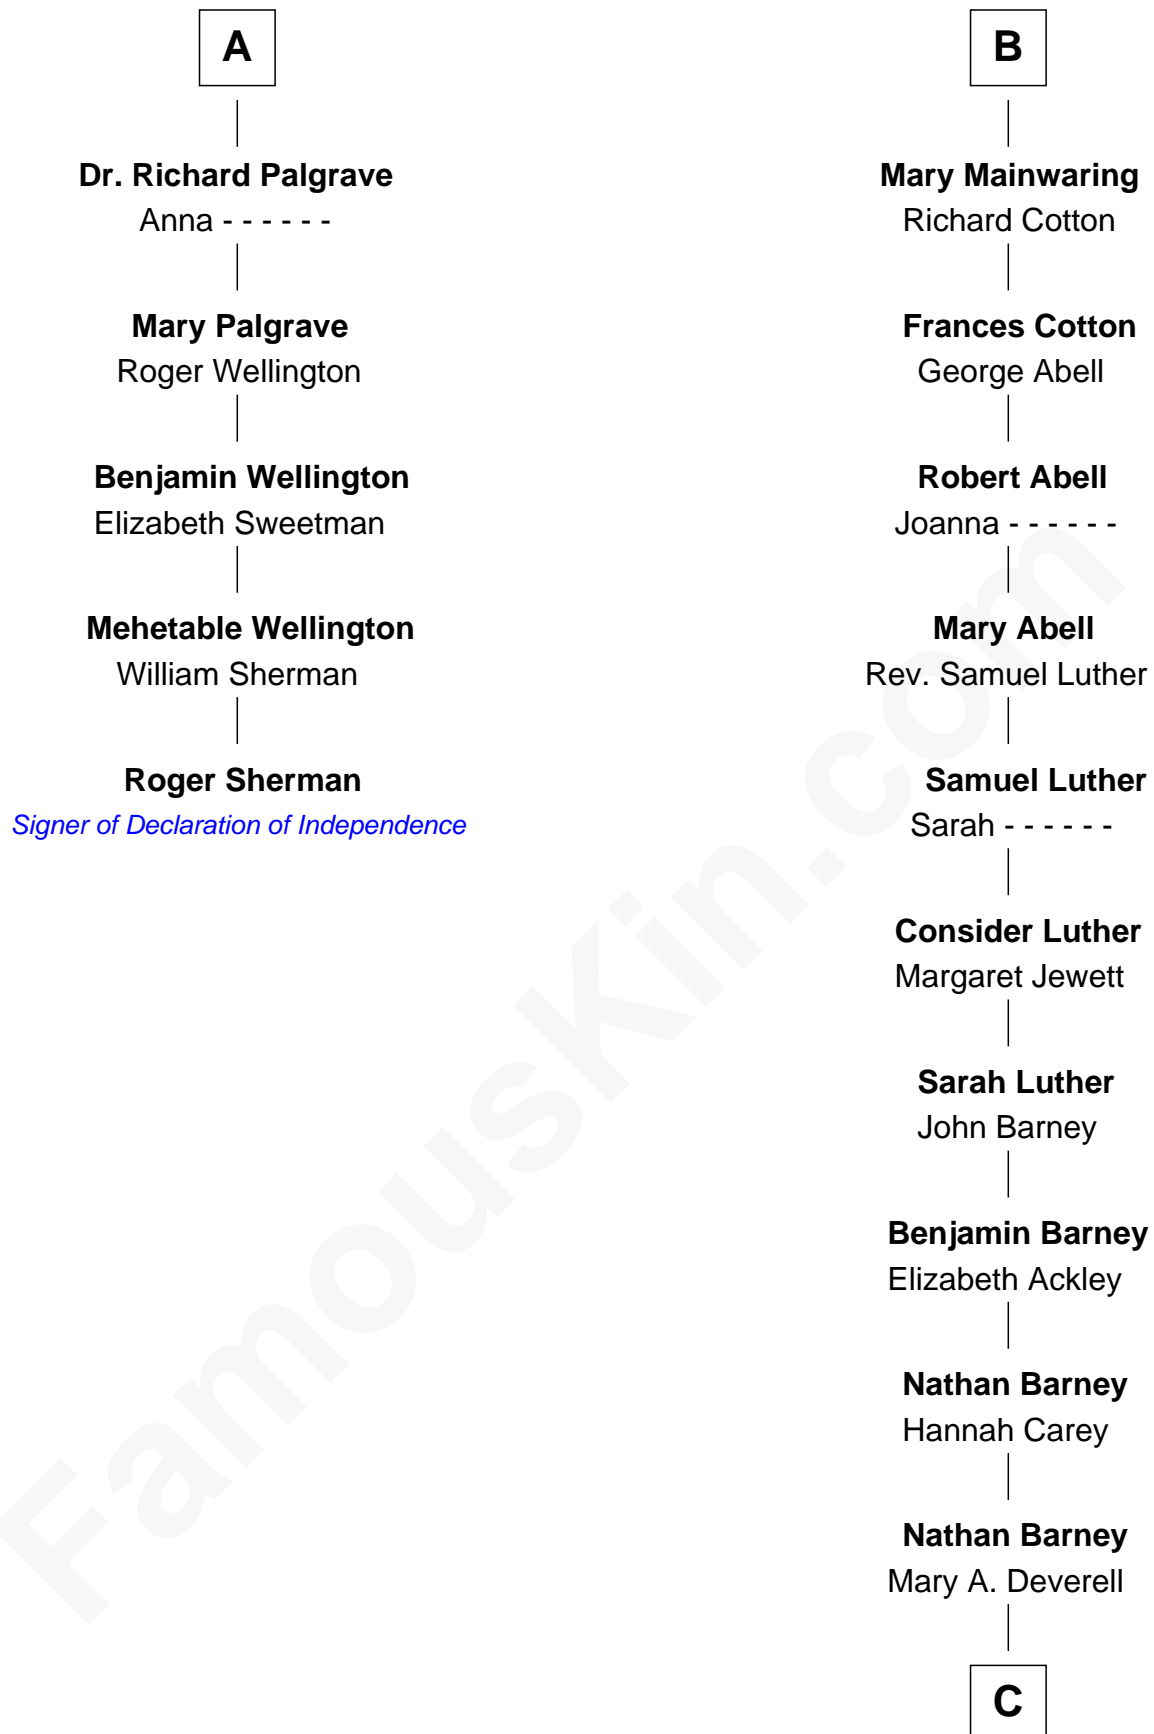 A
Dr. Richard Palgrave
Anna - - - - - -
Mary Palgrave
Roger Wellington
Benjamin Wellington
Elizabeth Sweetman
Mehetable Wellington
William Sherman
Roger Sherman
Signer of Declaration of Independence
B
Mary Mainwaring
Richard Cotton
Frances Cotton
George Abell
Robert Abell
Joanna - - - - - -
Mary Abell
Rev. Samuel Luther
Samuel Luther
Sarah - - - - - -
Consider Luther
Margaret Jewett
Sarah Luther
John Barney
Benjamin Barney
Elizabeth Ackley
Nathan Barney
Hannah Carey
Nathan Barney
Mary A. Deverell
C
FamousKin.com